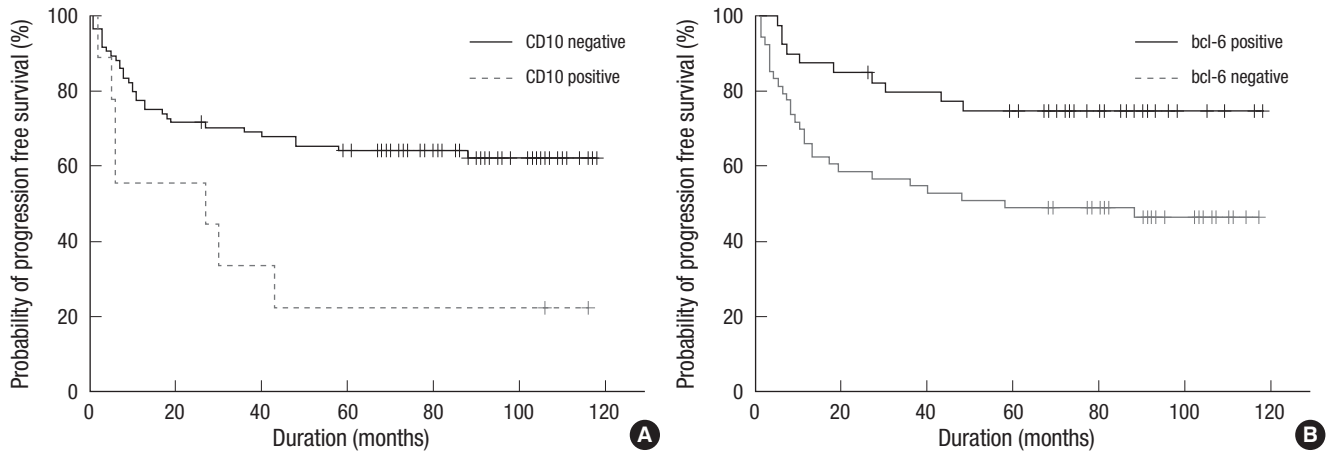 Probability of progression free survival (%)
100
80
60
40
20
0
CD10 negative
CD10 positive
0 20 40 60 80 100 120
Duration (months)
A
Probability of progression free survival (%)
100
80
60
40
20
0
bcl-6 positive
bcl-6 negative
0 20 40 60 80 100 120
Duration (months)
B